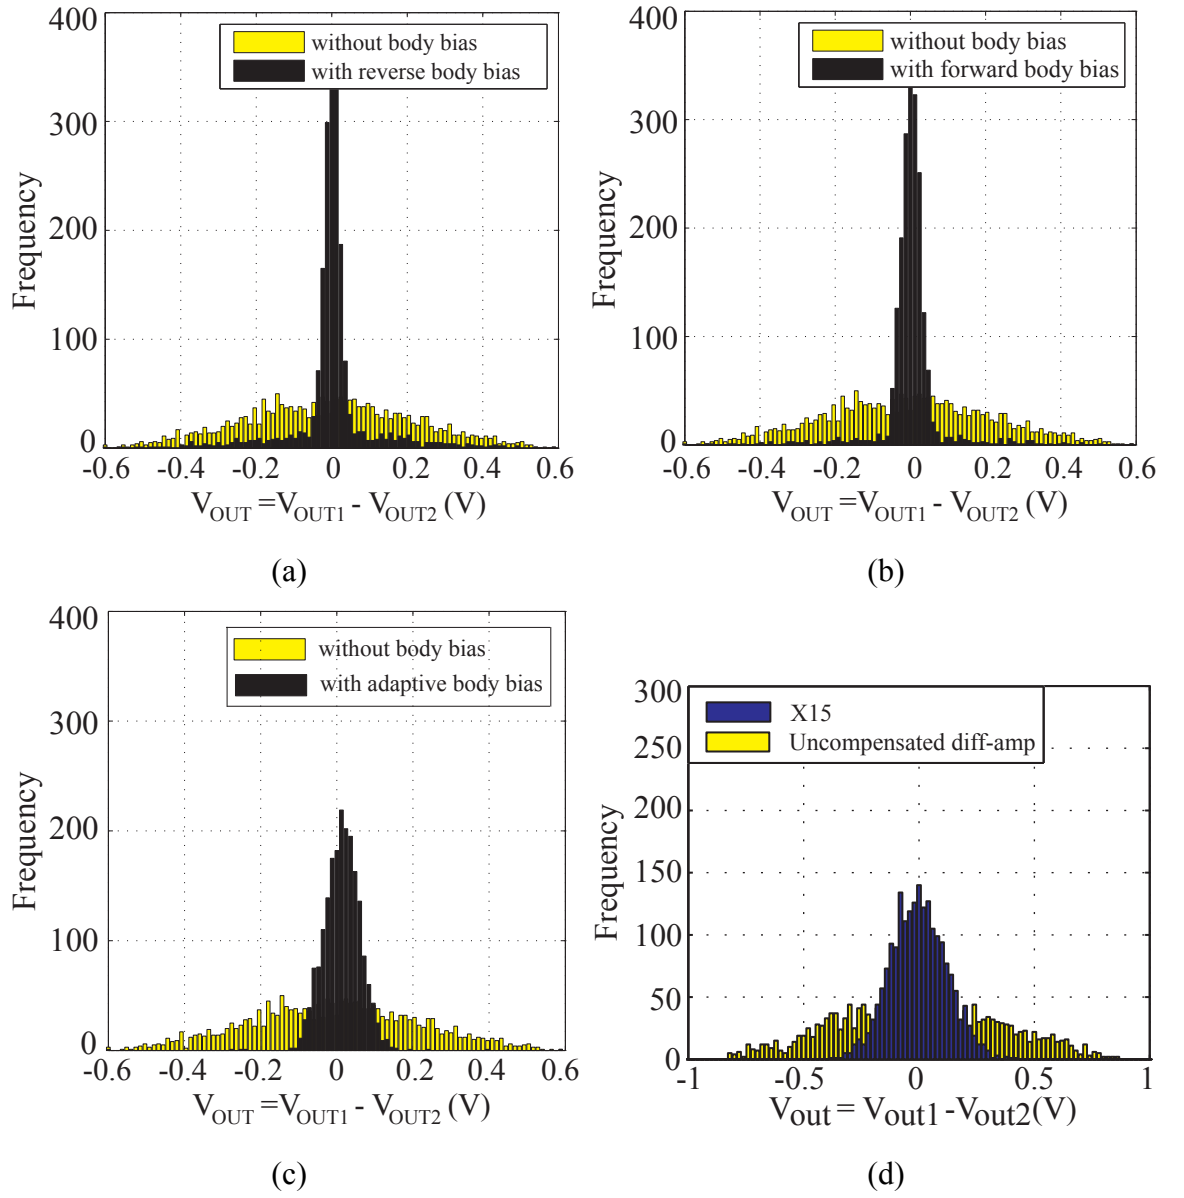 400
300
200
100
0
Frequency
without body bias
with reverse body bias
-0.6 -0.4 -0.2 0 0.2 0.4 0.6
VOUT =VOUT1 - VOUT2 (V)
(a)
400
300
200
100
0
Frequency
without body bias
with forward body bias
-0.6 -0.4 -0.2 0 0.2 0.4 0.6
VOUT =VOUT1 - VOUT2 (V)
(b)
400
300
200
100
0
Frequency
without body bias
with adaptive body bias
-0.6 -0.4 -0.2 0 0.2 0.4 0.6
VOUT =VOUT1 - VOUT2 (V)
(c)
300
250
200
150
100
50
0
Frequency
X15
Uncompensated diff-amp
-1 -0.5 0 0.5 1
Vout = Vout1 -Vout2(V)
(d)